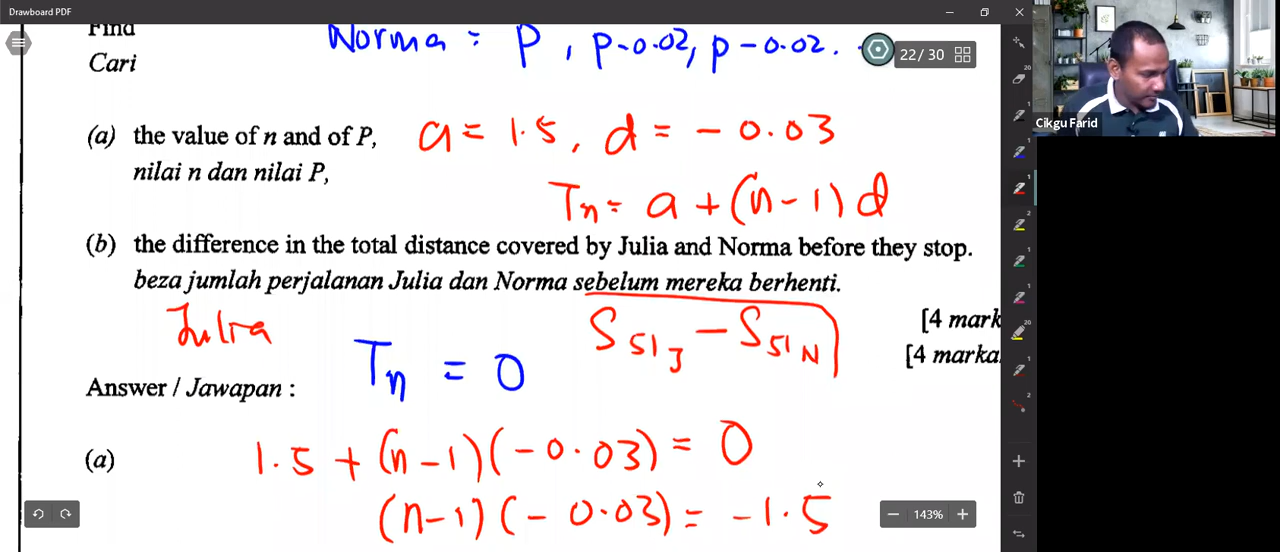 Drawboard PDF
Find
Norma = P, P-0.02, P-0.02.
22 / 30
Cari
Cikgu Farid
(a) the value of n and of P,
a = 1.5, d = -0.03
nilai n dan nilai P,
Tn = a + (n-1) d
(b) the difference in the total distance covered by Julia and Norma before they stop.
beza jumlah perjalanan Julia dan Norma sebelum mereka berhenti.
Julia
S51J - S51N
[4 mark
Tn = 0
[4 marka
Answer / Jawapan :
(a)
1.5 + (n-1)(-0.03) = 0
(n-1)(-0.03) = -1.5
143%